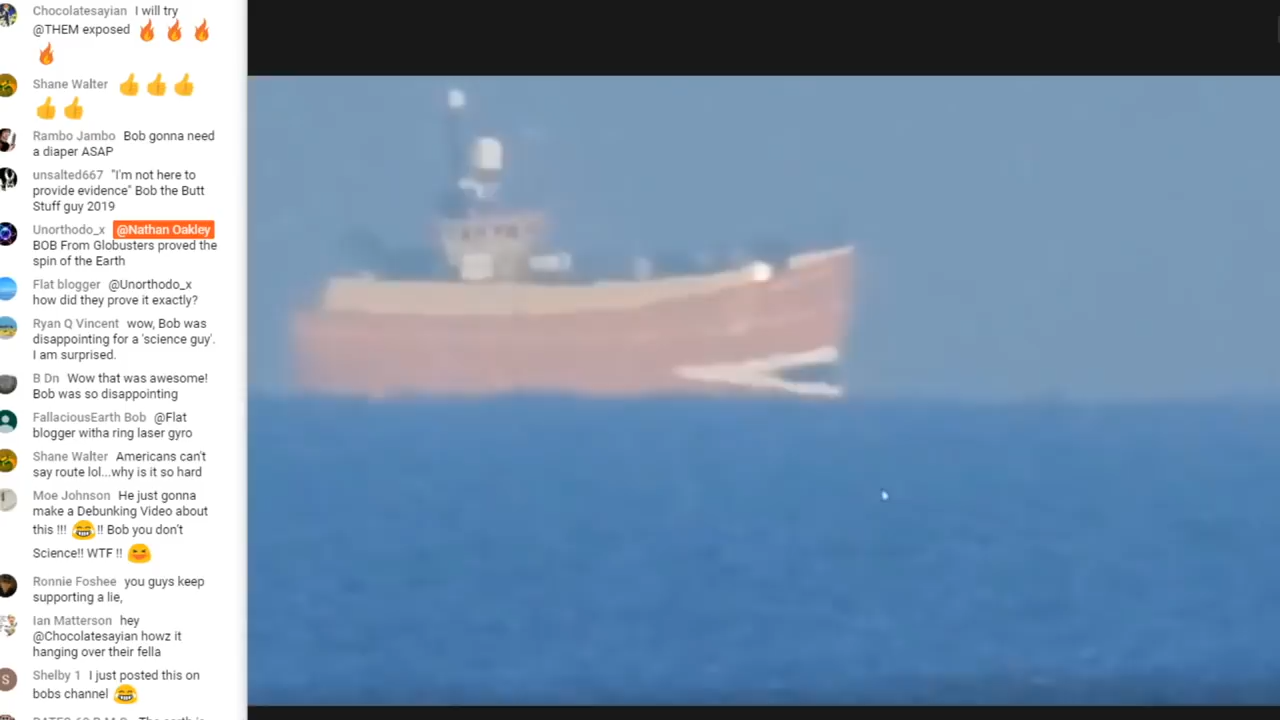 Chocolatesayian I will try
@THEM exposed 🔥 🔥 🔥
🔥
Shane Walter 👍 👍 👍
👍 👍
Rambo Jambo Bob gonna need
a diaper ASAP
unsalted667 "I'm not here to
provide evidence" Bob the Butt
Stuff guy 2019
Unorthodo_x @Nathan Oakley
BOB From Globusters proved the
spin of the Earth
Flat blogger @Unorthodo_x
how did they prove it exactly?
Ryan Q Vincent wow, Bob was
disappointing for a 'science guy'.
I am surprised.
B Dn Wow that was awesome!
Bob was so disappointing
FallaciousEarth Bob @Flat
blogger witha ring laser gyro
Shane Walter Americans can't
say route lol...why is it so hard
Moe Johnson He just gonna
make a Debunking Video about
this !!! 😂 !! Bob you don't
Science!! WTF !! 😆
Ronnie Foshee you guys keep
supporting a lie,
Ian Matterson hey
@Chocolatesayian howz it
hanging over their fella
S
Shelby 1 I just posted this on
bobs channel 😂